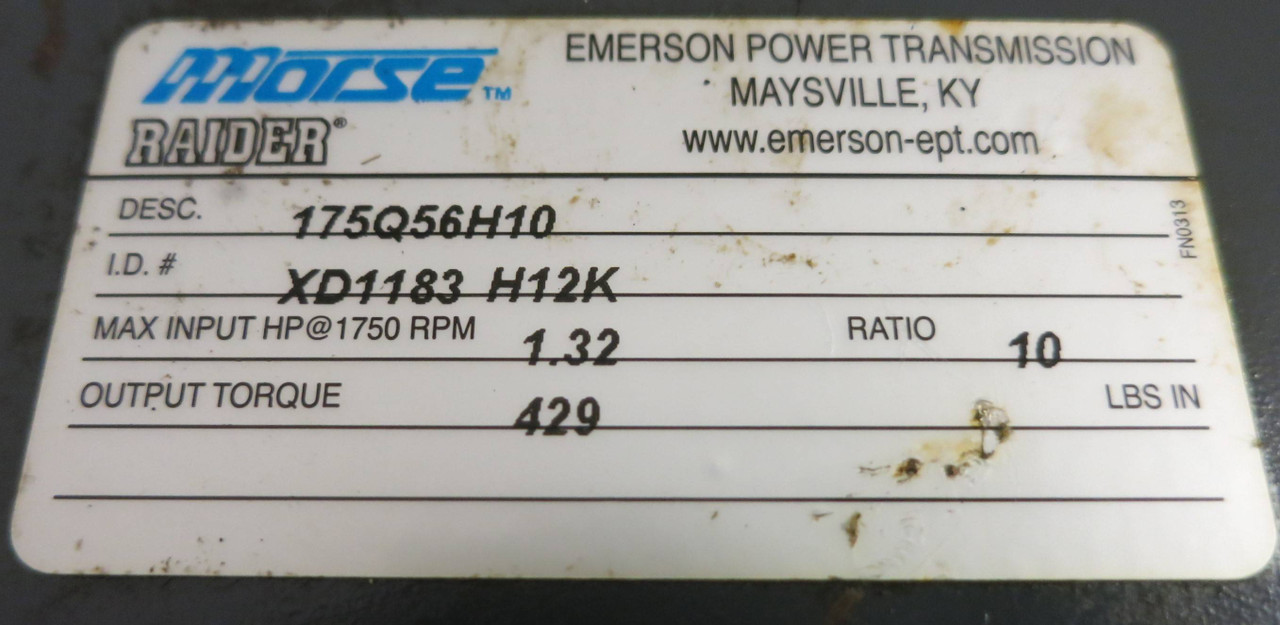 morse™
RAIDER®
EMERSON POWER TRANSMISSION
MAYSVILLE, KY
www.emerson-ept.com
DESC. 175Q56H10
FN0313
I.D. # XD1183 H12K
MAX INPUT HP@1750 RPM 1.32 RATIO 10
OUTPUT TORQUE 429 LBS IN